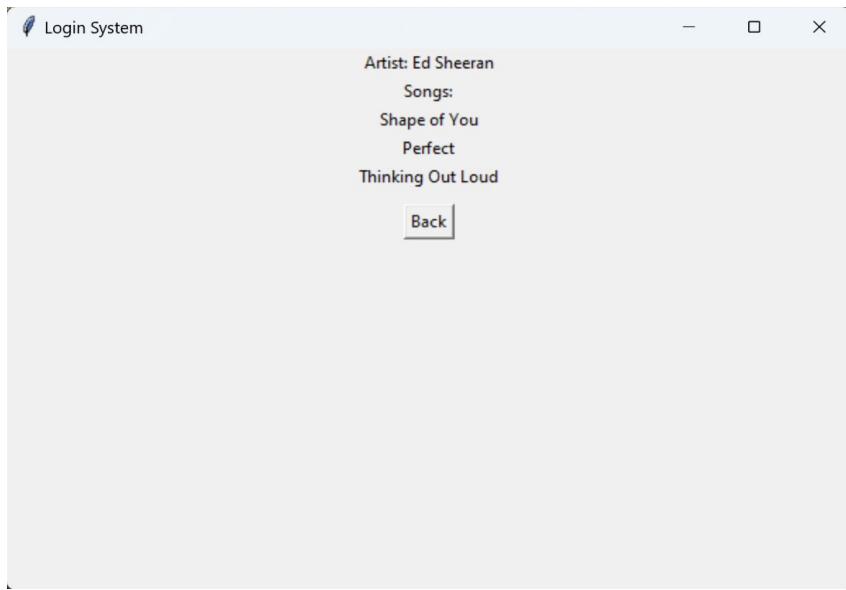 Login System
Artist: Ed Sheeran
Songs:
Shape of You
Perfect
Thinking Out Loud
Back